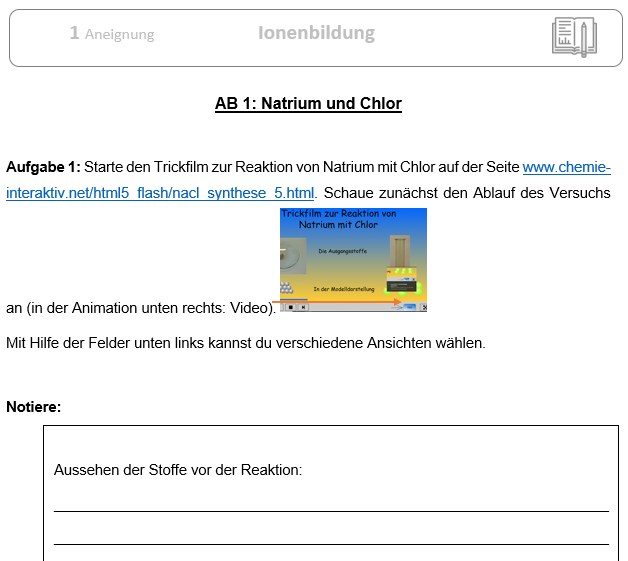 1 Aneignung Ionenbildung
AB 1: Natrium und Chlor
Aufgabe 1: Starte den Trickfilm zur Reaktion von Natrium mit Chlor auf der Seite www.chemie-
interaktiv.net/html5_flash/nacl_synthese_5.html. Schaue zunächst den Ablauf des Versuchs
Trickfilm zur Reaktion von
Natrium mit Chlor
Die Ausgangsstoffe
In der Modelldarstellung
an (in der Animation unten rechts: Video).
Mit Hilfe der Felder unten links kannst du verschiedene Ansichten wählen.
Notiere:
Aussehen der Stoffe vor der Reaktion: